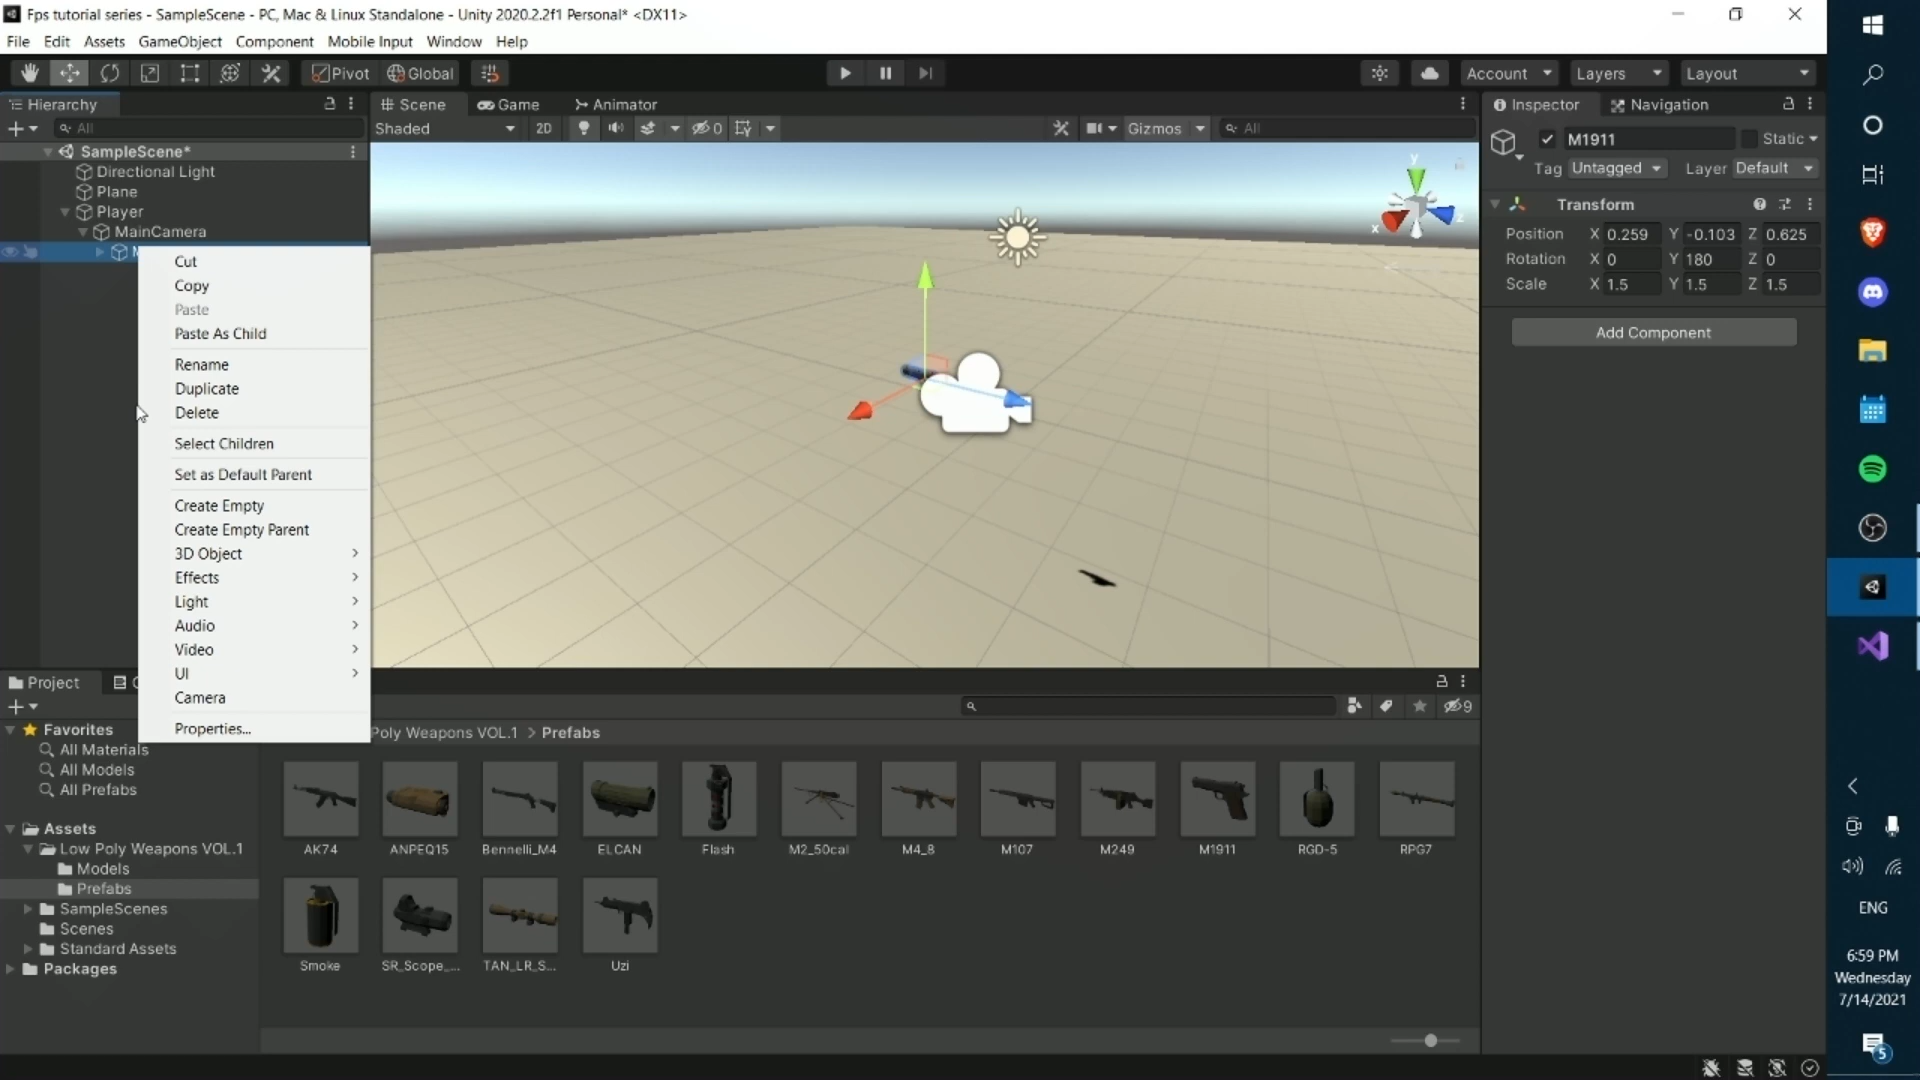 Fps tutorial series - SampleScene - PC, Mac & Linux Standalone - Unity 2020.2.2f1 Personal* <DX11>
File Edit Assets GameObject Component Mobile Input Window Help
Pivot Global Account Layers Layout
Hierarchy
All
SampleScene*
Directional Light
Plane
Player
MainCamera
Cut
Copy
Paste
Paste As Child
Rename
Duplicate
Delete
Select Children
Set as Default Parent
Create Empty
Create Empty Parent
3D Object
Effects
Light
Audio
Video
UI
Camera
Properties...
Scene Game Animator
Shaded 2D 0 Gizmos All
y
x
z
Inspector Navigation
M1911 Static
Tag Untagged Layer Default
Transform
Position X 0.259 Y -0.103 Z 0.625
Rotation X 0 Y 180 Z 0
Scale X 1.5 Y 1.5 Z 1.5
Add Component
Project
9
Favorites
All Materials
All Models
All Prefabs
Assets
Low Poly Weapons VOL.1
Models
Prefabs
SampleScenes
Scenes
Standard Assets
Packages
Poly Weapons VOL.1 > Prefabs
AK74 ANPEQ15 Bennelli_M4 ELCAN Flash M2_50cal M4_8 M107 M249 M1911 RGD-5 RPG7
Smoke SR_Scope_... TAN_LR_S... Uzi
ENG
6:59 PM
Wednesday
7/14/2021
5